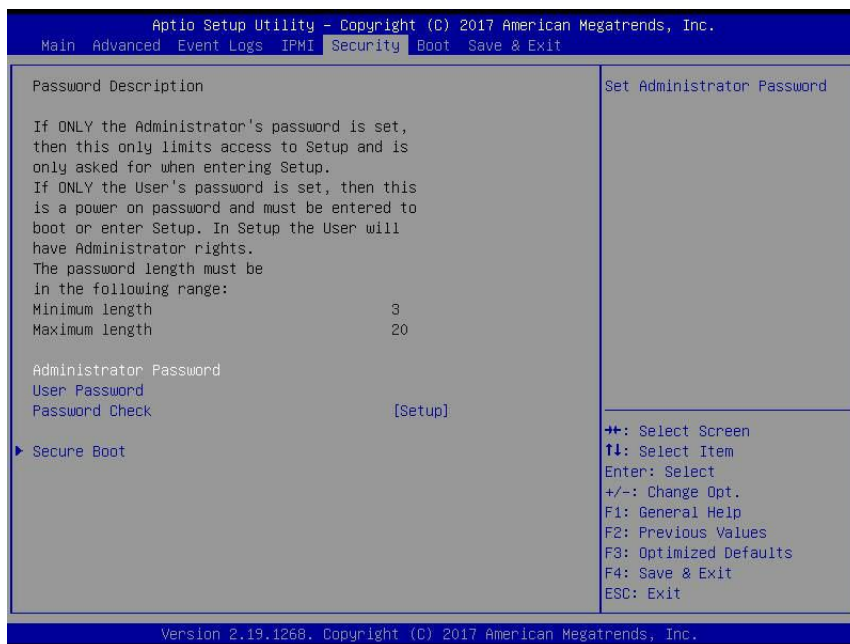 Aptio Setup Utility – Copyright (C) 2017 American Megatrends, Inc.
Main Advanced Event Logs IPMI Security Boot Save & Exit
Password Description
If ONLY the Administrator's password is set,
then this only limits access to Setup and is
only asked for when entering Setup.
If ONLY the User's password is set, then this
is a power on password and must be entered to
boot or enter Setup. In Setup the User will
have Administrator rights.
The password length must be
in the following range:
Minimum length 3
Maximum length 20
Administrator Password
User Password
Password Check [Setup]
Secure Boot
Set Administrator Password
→←: Select Screen
↑↓: Select Item
Enter: Select
+/-: Change Opt.
F1: General Help
F2: Previous Values
F3: Optimized Defaults
F4: Save & Exit
ESC: Exit
Version 2.19.1268. Copyright (C) 2017 American Megatrends, Inc.